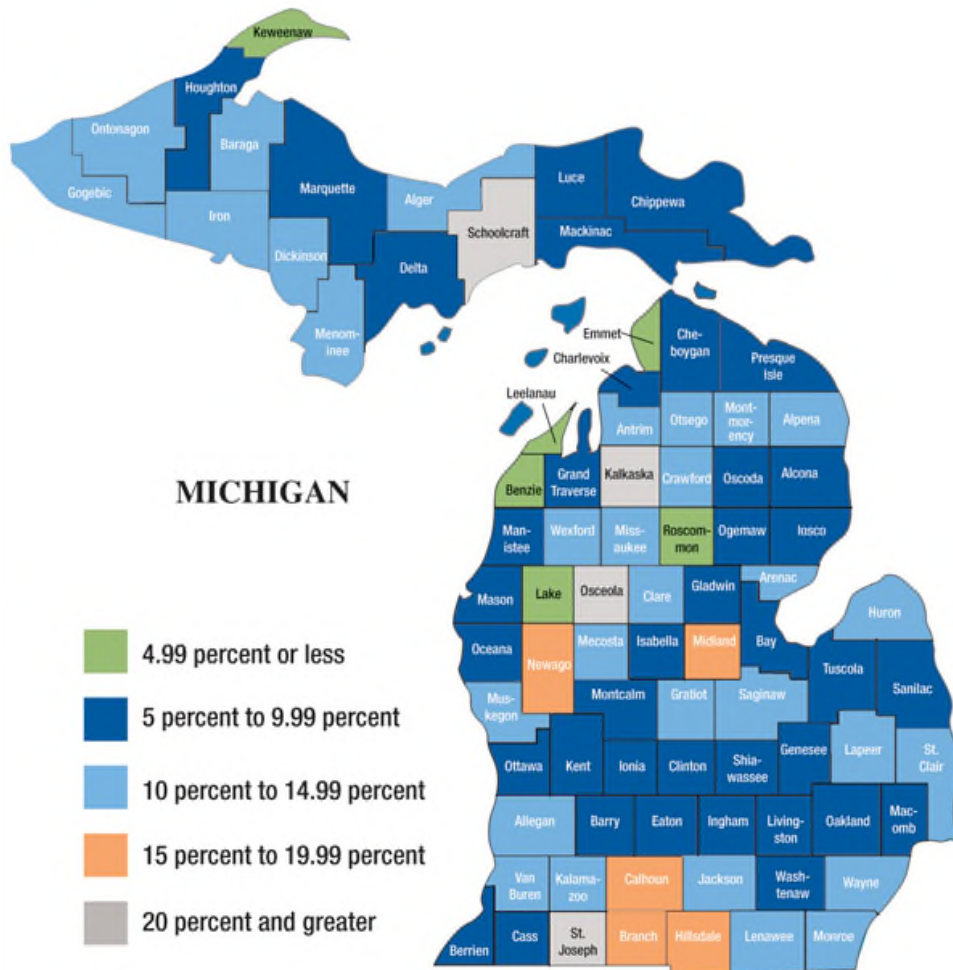 Keweenaw
Houghton
Ontonagon
Baraga
Gogebic
Marquette
Alger
Luce
Chippewa
Iron
Schoolcraft
Mackinac
Dickinson
Delta
Menom-
inee
Emmet
Che-
boygan
Charlevoix
Presque
Isle
Leelanau
Antrim
Otsego
Mont-
mor-
ency
Alpena
MICHIGAN
Benzie
Grand
Traverse
Kalkaska
Crawford
Oscoda
Alcona
Man-
istee
Wexford
Miss-
aukee
Roscom-
mon
Ogemaw
Iosco
Mason
Lake
Osceola
Clare
Gladwin
Arenac
Huron
Oceana
Newago
Mecosta
Isabella
Midland
Bay
Tuscola
Sanilac
Mus-
kegon
Montcalm
Gratiot
Saginaw
Ottawa
Kent
Ionia
Clinton
Shia-
wassee
Genesee
Lapeer
St.
Clair
Allegan
Barry
Eaton
Ingham
Living-
ston
Oakland
Mac-
omb
Van
Buren
Kalama-
zoo
Calhoun
Jackson
Wash-
tenaw
Wayne
Berrien
Cass
St.
Joseph
Branch
Hillsdale
Lenawee
Monroe
4.99 percent or less
5 percent to 9.99 percent
10 percent to 14.99 percent
15 percent to 19.99 percent
20 percent and greater